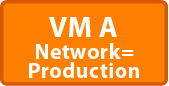 VM A
Network=
Production